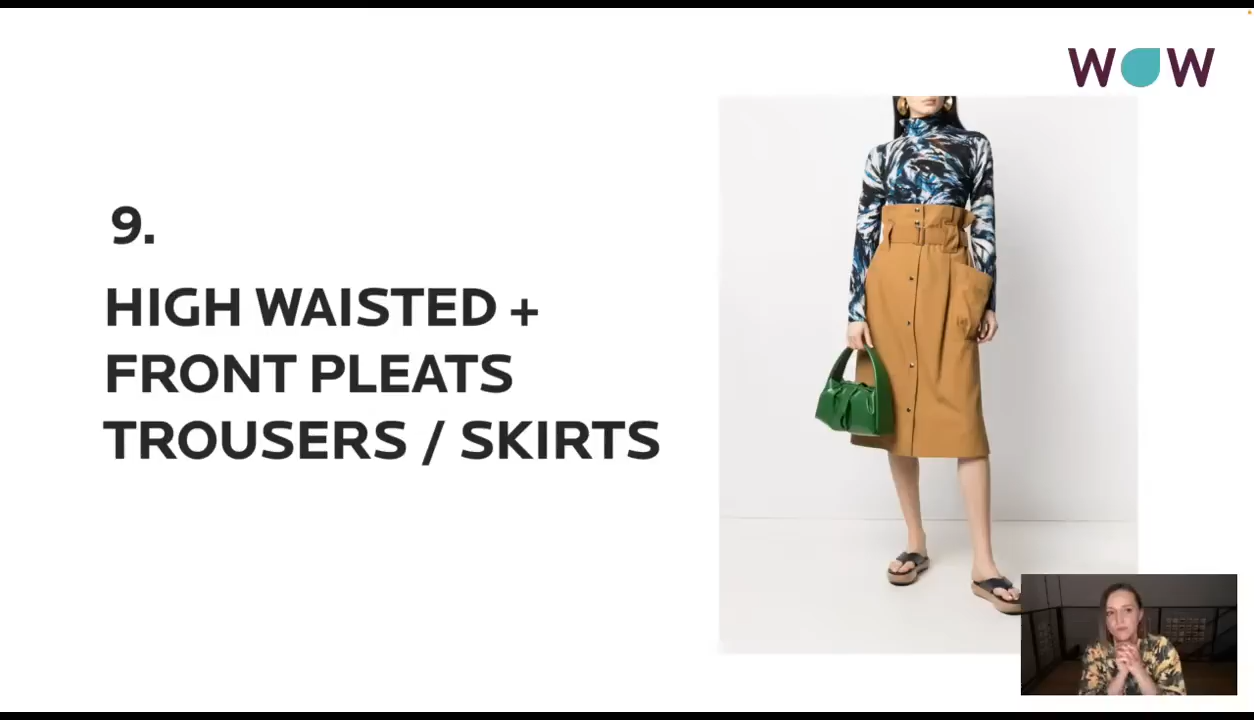 WOW
9.
HIGH WAISTED +
FRONT PLEATS
TROUSERS / SKIRTS